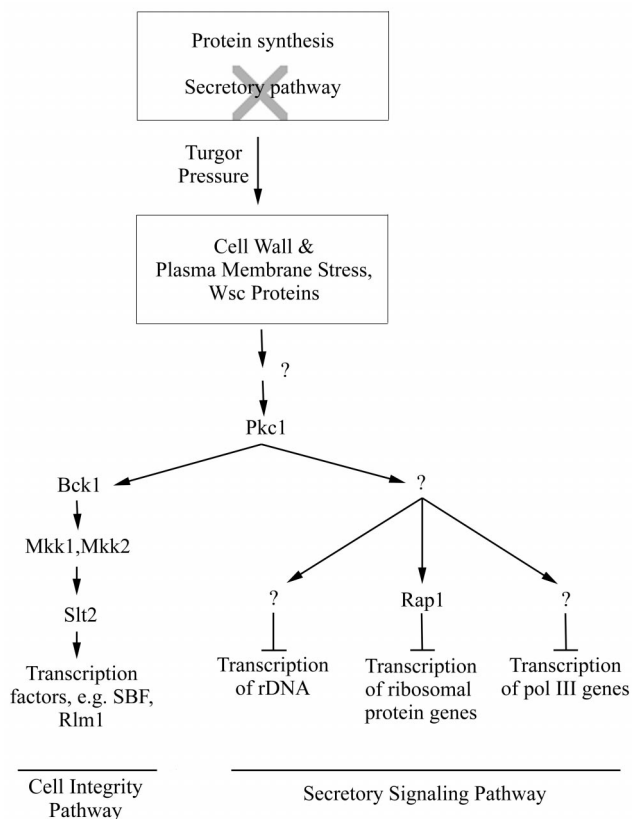 Protein synthesis
Secretory pathway
Turgor
Pressure
Cell Wall &
Plasma Membrane Stress,
Wsc Proteins
?
Pkc1
Bck1
?
Mkk1,Mkk2
Slt2
? Rap1 ?
Transcription
factors, e.g. SBF,
Rlm1
Transcription
of rDNA
Transcription
of ribosomal
protein genes
Transcription
of pol III genes
Cell Integrity
Pathway
Secretory Signaling Pathway